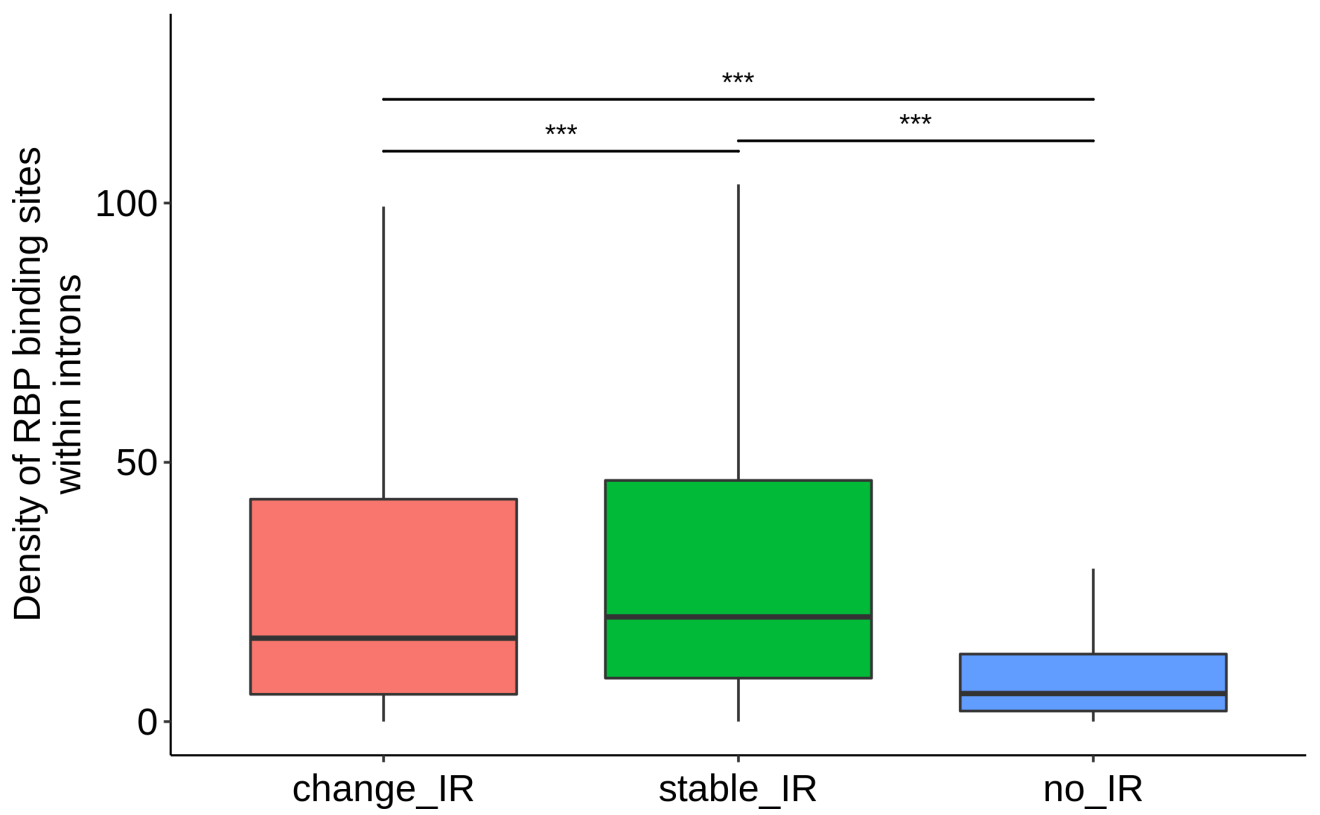 ***
***
***
100
50
0
Density of RBP binding sites
within introns
change_IR
stable_IR
no_IR